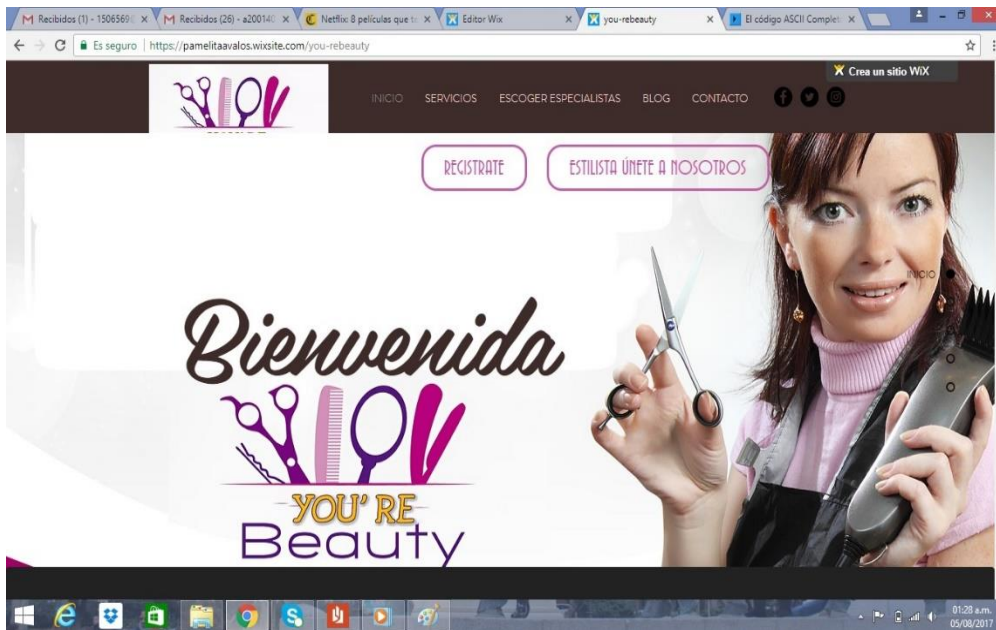 Recibidos (1) - 1506569
Recibidos (26) - a200140
Netflix: 8 películas que te
Editor Wix
you-rebeauty
El código ASCII Complet
Es seguro
https://pamelitaavalos.wixsite.com/you-rebeauty
Crea un sitio WiX
INICIO SERVICIOS ESCOGER ESPECIALISTAS BLOG CONTACTO
REGISTRATE
ESTILISTA ÚNETE A NOSOTROS
INICIO
Bienvenida
YOU' RE
Beauty
01:28 a.m.
05/08/2017